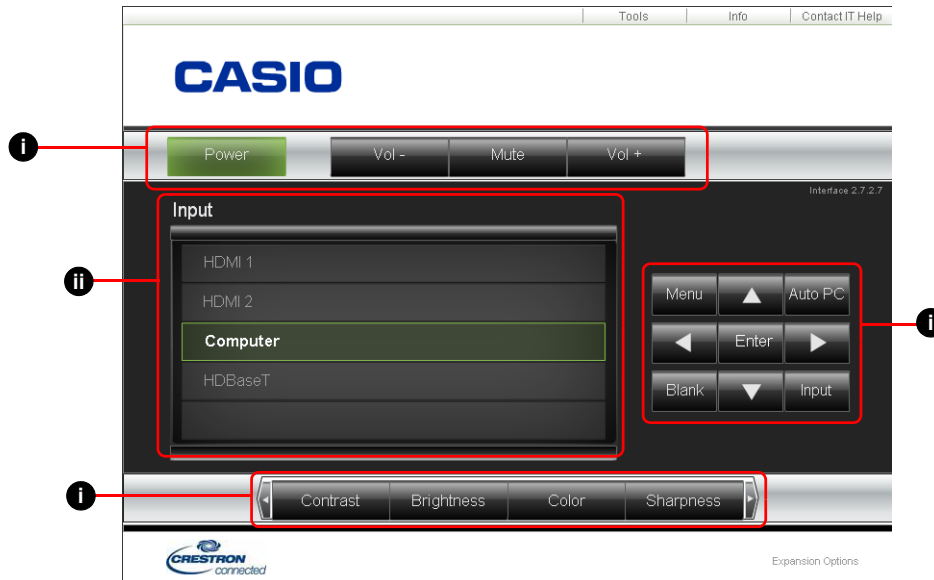 Tools Info Contact IT Help
CASIO
i
Power Vol - Mute Vol +
Interface 2.7.2.7
Input
ii
HDMI 1
HDMI 2
Computer
HDBaseT
Menu Auto PC
Enter
Blank Input
i
i
Contrast Brightness Color Sharpness
CRESTRON
connected
Expansion Options